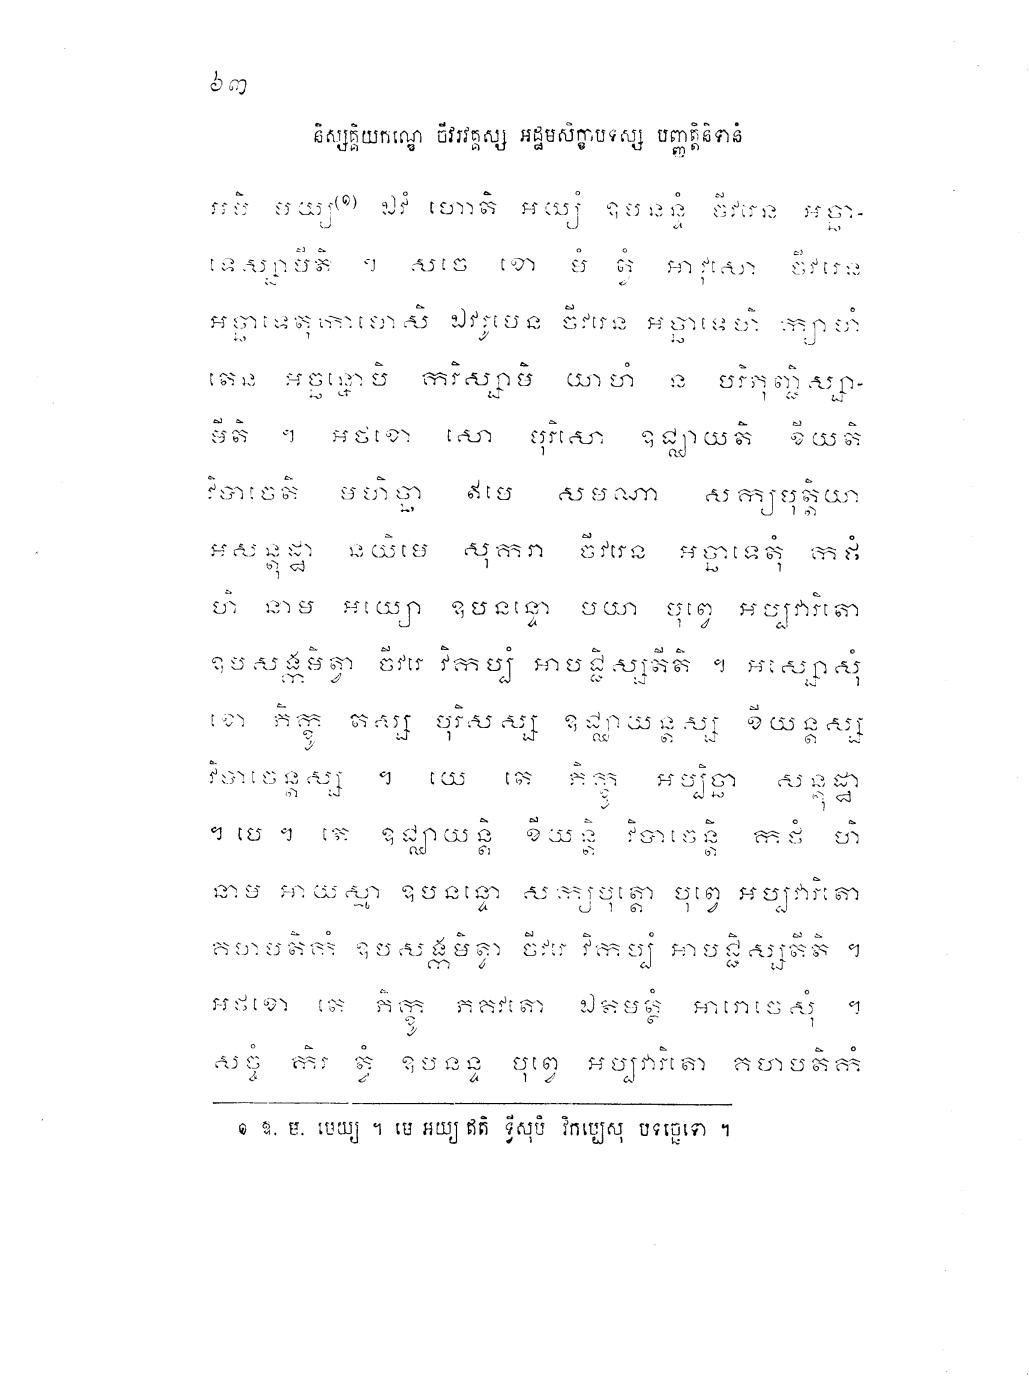 ៦៣
និស្សគ្គិយកណ្ឌេ ចីវរវគ្គស្ស អដ្ឋមសិក្ខាបទស្ស បញ្ញត្តិនិទានំ
អបិ មយ្យ(១) ឯវំ ហោតិ អយ្យំ ឧបនន្ទំ ចីវរេន អច្ឆា-
ទេស្សាមីតិ ។ សចេ ខោ មំ ត្វំ អាវុសោ ចីវរេន
អច្ឆាទេតុកាមោសិ ឯវរូបេន ចីវរេន អច្ឆាទេហិ ក្យាហំ
តេន អច្ឆន្នោបិ ករិស្សាមិ យាហំ ន បរិភុញ្ជិស្សា-
មីតិ ។ អថខោ សោ បុរិសោ ឧជ្ឈាយតិ ខីយតិ
វិបាចេតិ មហិច្ឆា ឥមេ សមណា សក្យបុត្តិយា
អសន្តុដ្ឋា នយិមេ សុករា ចីវរេន អច្ឆាទេតុំ កថំ
ហិ នាម អយ្យោ ឧបនន្ទោ មយា បុព្វេ អប្បវារិតោ
ឧបសង្កមិត្វា ចីវរេ វិកប្បំ អាបជ្ជិស្សតីតិ ។ អស្សោសុំ
ខោ ភិក្ខូ តស្ស បុរិសស្ស ឧជ្ឈាយន្តស្ស ខីយន្តស្ស
វិបាចេន្តស្ស ។ យេ តេ ភិក្ខូ អប្បិច្ឆា សន្តុដ្ឋា
។ បេ ។ តេ ឧជ្ឈាយន្តិ ខីយន្តិ វិបាចេន្តិ កថំ ហិ
នាម អាយស្មា ឧបនន្ទោ សក្យបុត្តោ បុព្វេ អប្បវារិតោ
គហបតិកំ ឧបសង្កមិត្វា ចីវរេ វិកប្បំ អាបជ្ជិស្សតីតិ ។
អថខោ តេ ភិក្ខូ ភគវតោ ឯតមត្ថំ អារោចេសុំ ។
សច្ចំ កិរ ត្វំ ឧបនន្ទ បុព្វេ អប្បវារិតោ គហបតិកំ
១ ឱ. ម. មេយ្យ ។ មេ អយ្យ ឥតិ ទ្វីសុបិ វិកប្បេសុ បទច្ឆេទោ ។